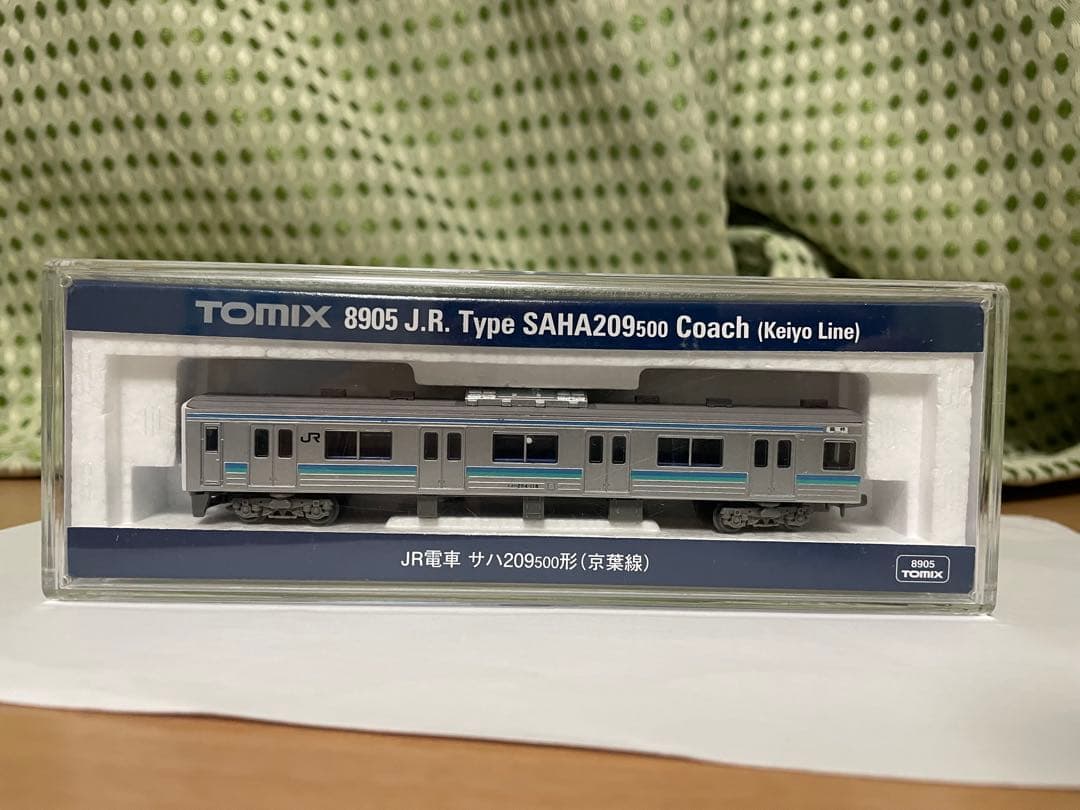 TOMIX 8905 J.R. Type SAHA209500 Coach (Keiyo Line)
JR
JR電車 サハ209500形(京葉線)
8905
TOMIX